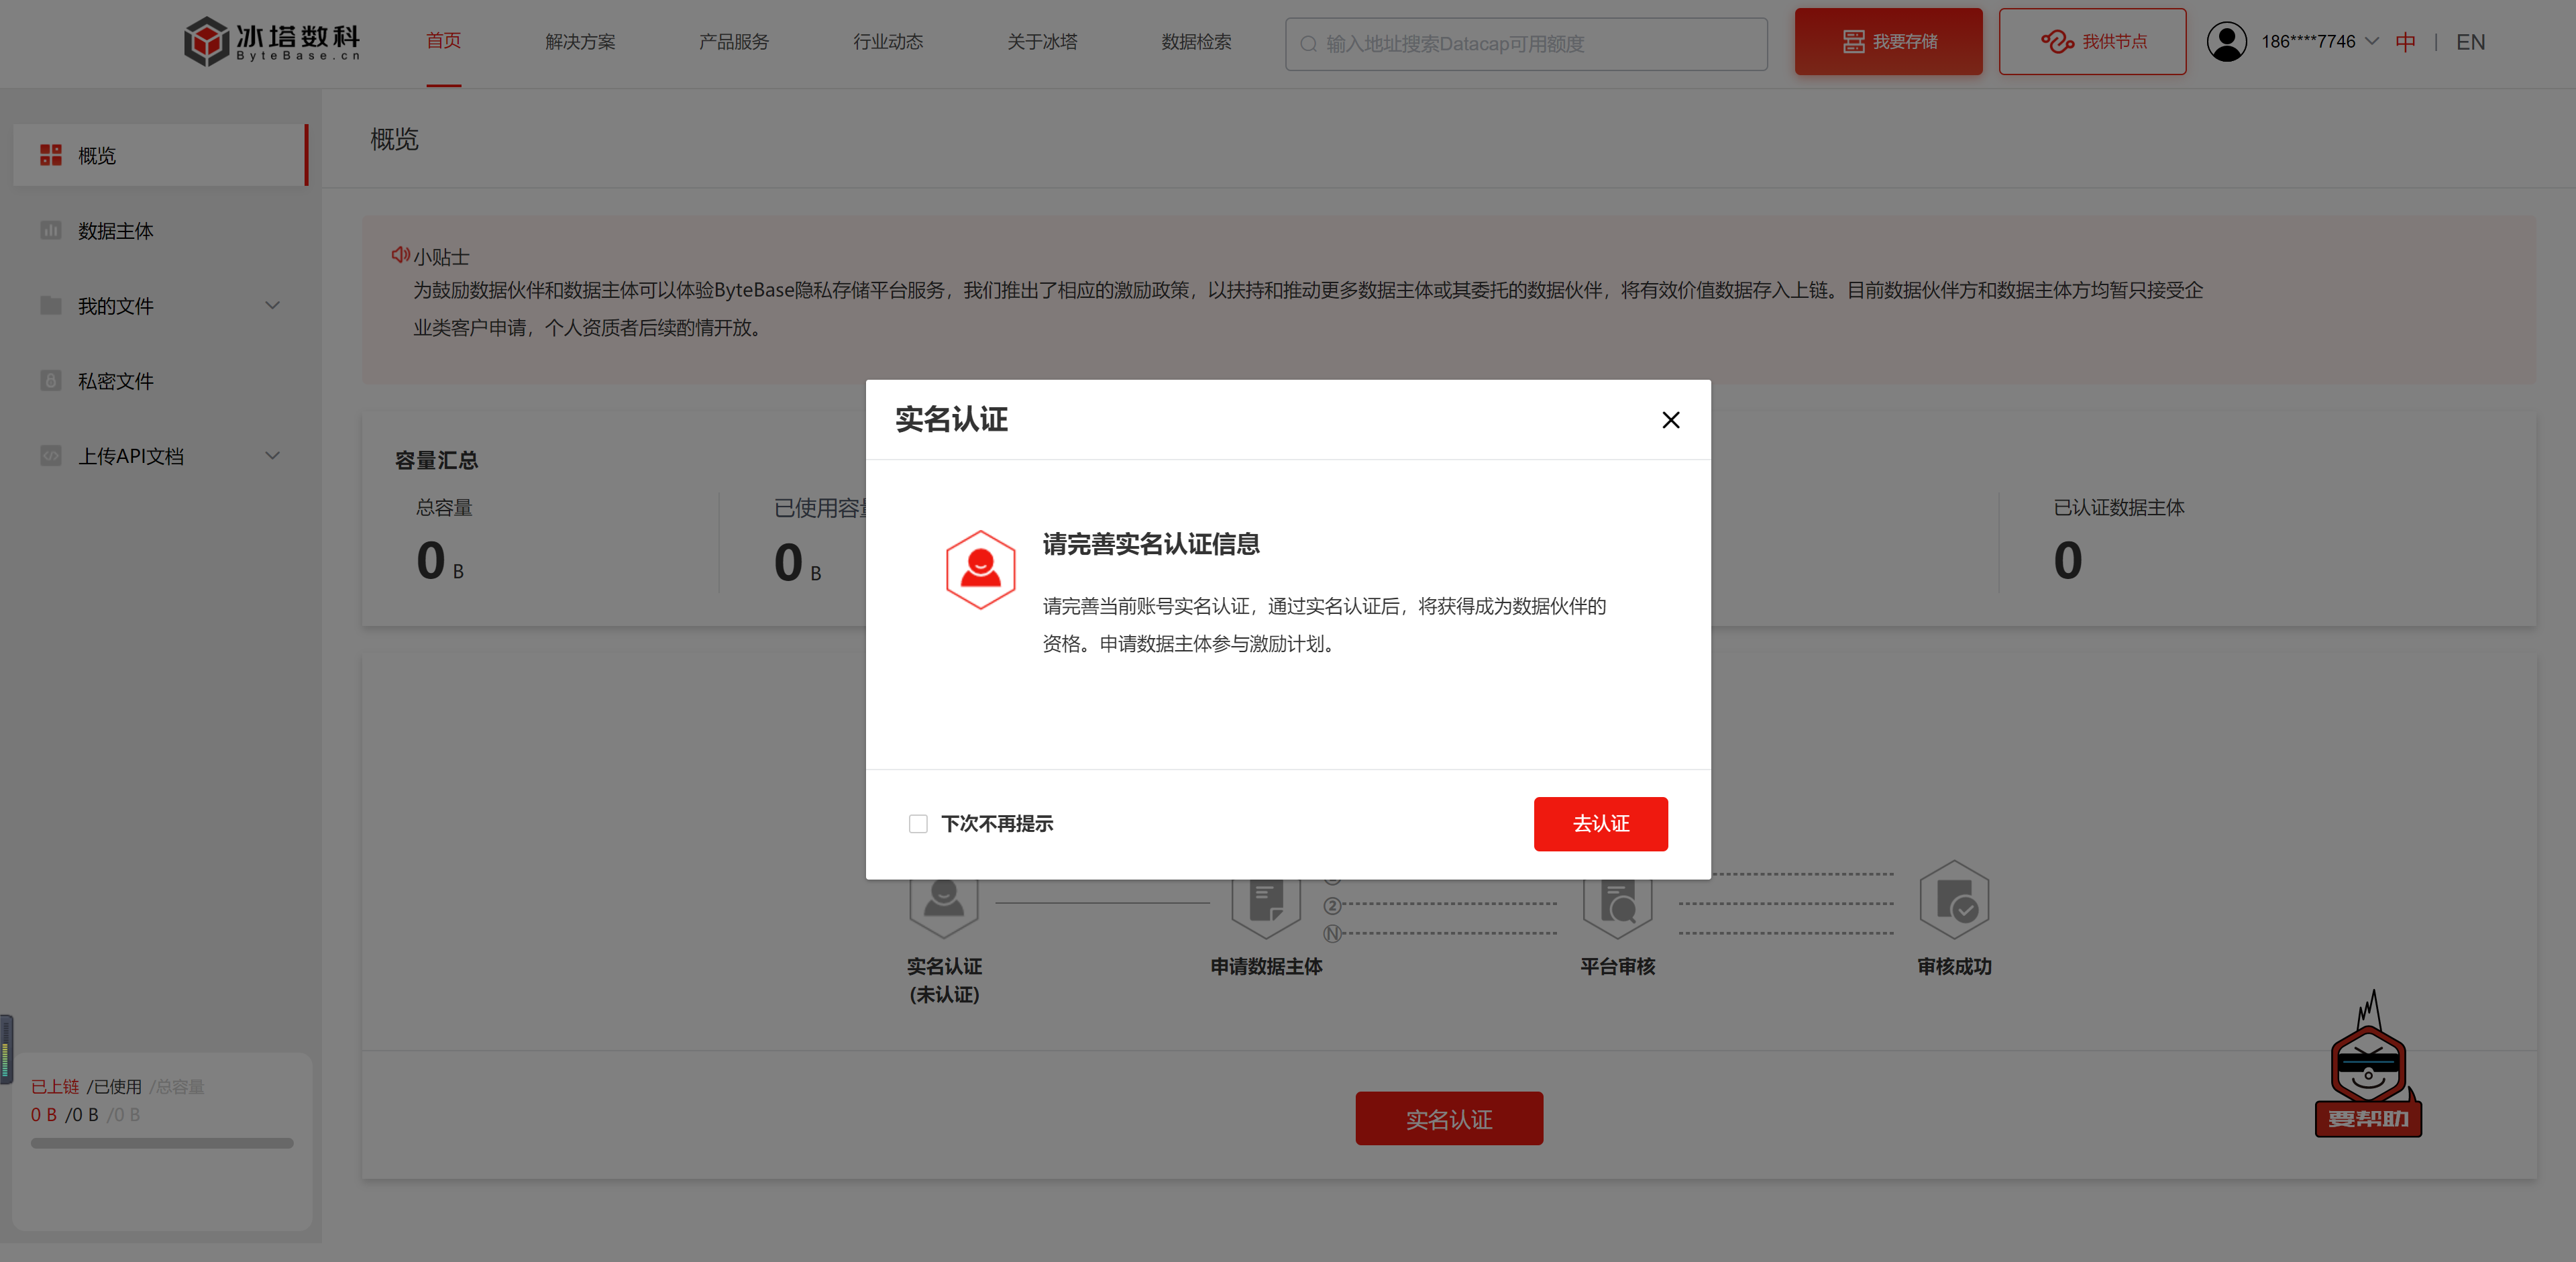 冰塔数科
ByteBase.cn
首页
解决方案
产品服务
行业动态
关于冰塔
数据检索
输入地址搜索Datacap可用额度
我要存储
我供节点
186****7746
中 | EN
概览
数据主体
我的文件
私密文件
上传API文档
概览
小贴士
为鼓励数据伙伴和数据主体可以体验ByteBase隐私存储平台服务，我们推出了相应的激励政策，以扶持和推动更多数据主体或其委托的数据伙伴，将有效价值数据存入上链。目前数据伙伴方和数据主体方均暂只接受企
业类客户申请，个人资质者后续酌情开放。
容量汇总
总容量
0 B
已使用容量
0 B
已认证数据主体
0
实名认证
请完善实名认证信息
请完善当前账号实名认证，通过实名认证后，将获得成为数据伙伴的
资格。申请数据主体参与激励计划。
下次不再提示
去认证
2
N
实名认证
(未认证)
申请数据主体
平台审核
审核成功
实名认证
要帮助
已上链 /已使用 /总容量
0 B /0 B /0 B